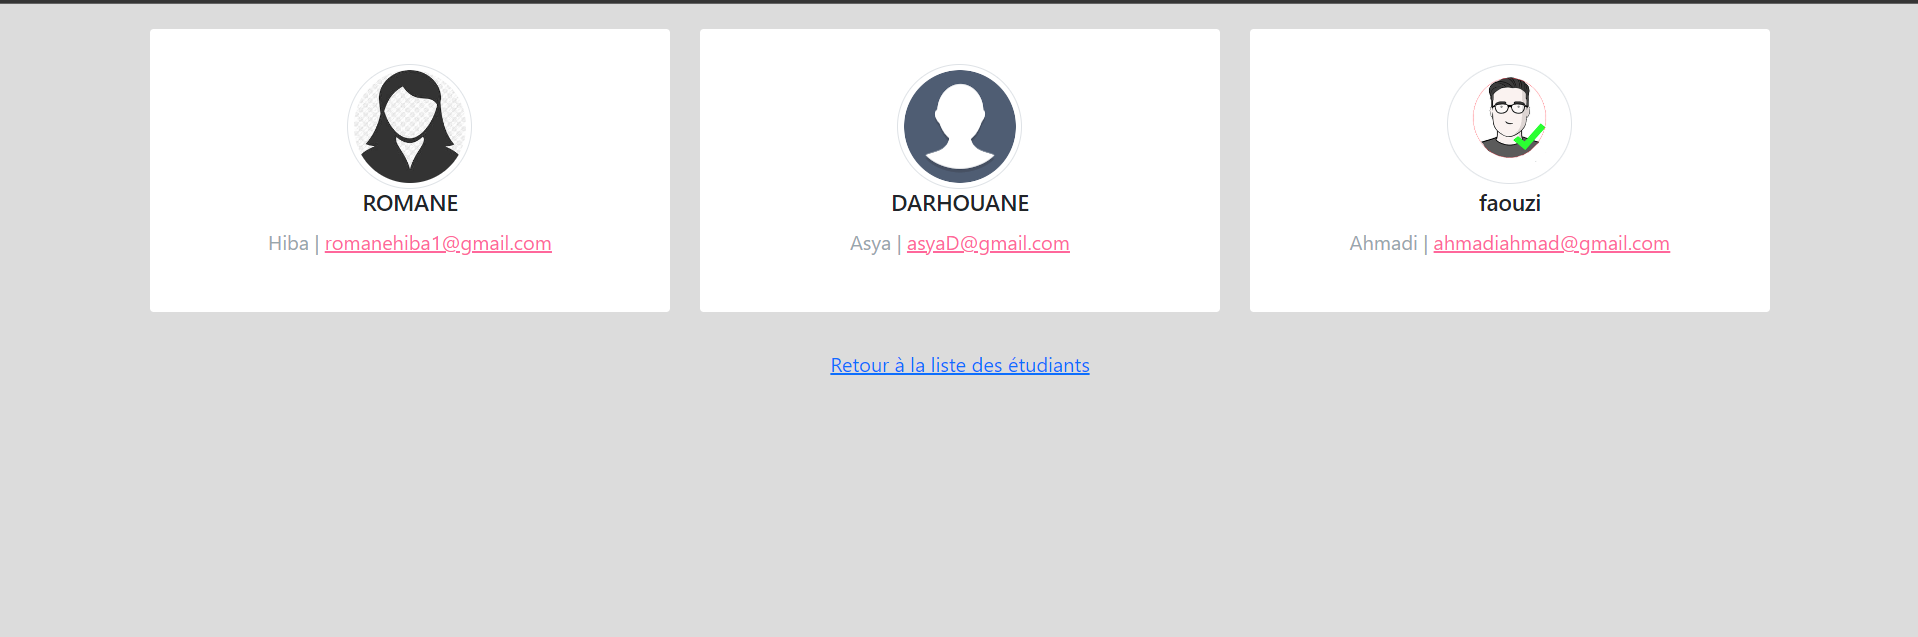 ROMANE
Hiba | romanehiba1@gmail.com
DARHOUANE
Asya | asyaD@gmail.com
faouzi
Ahmadi | ahmadiahmad@gmail.com
Retour à la liste des étudiants